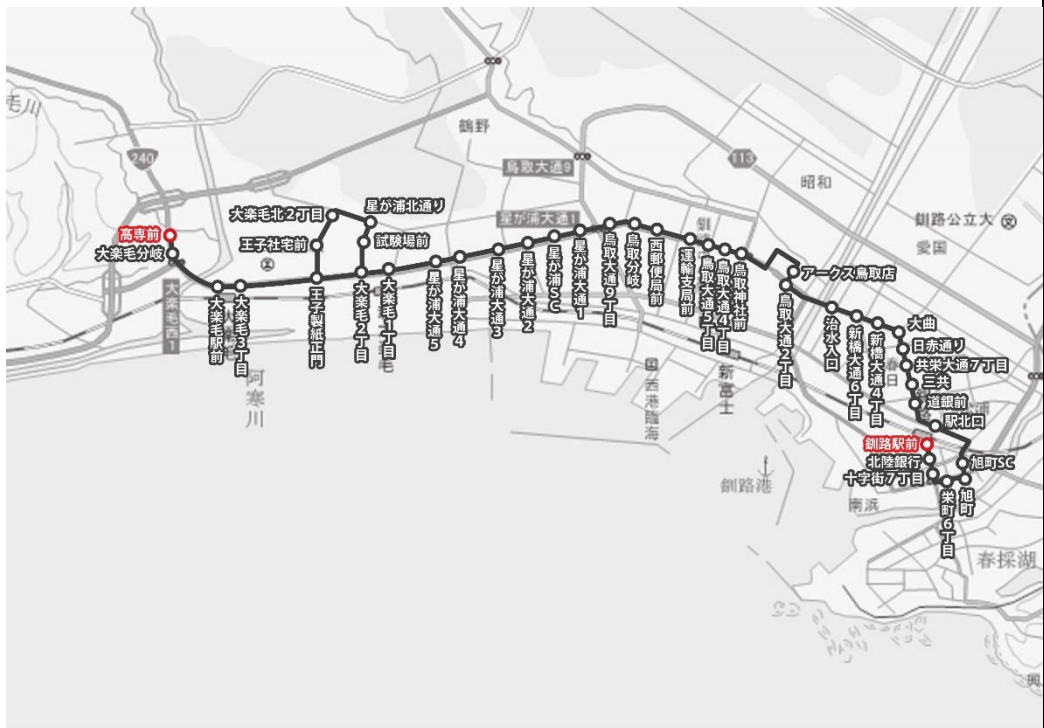 毛川
240
鶴野
鳥取大通9
113
昭和
釧路公立大
愛国
星が浦大通1
高専前
大楽毛分岐
大楽毛西1
大楽毛駅前
大楽毛3丁目
王子製紙正門
王子社宅前
大楽毛北２丁目
星が浦北通り
試験場前
大楽毛2丁目
大楽毛1丁目
星が浦大通5
星が浦大通4
星が浦大通3
星が浦大通2
星が浦SC
星が浦大通1
鳥取大通9丁目
鳥取分岐
西郵便局前
運輸支局前
鳥取大通5丁目
鳥取大通4丁目
鳥取神社前
アークス鳥取店
鳥取大通2丁目
治水入口
新橋大通6丁目
新橋大通4丁目
大曲
日赤通り
共栄大通７丁目
三共
道銀前
駅北口
釧路駅前
北陸銀行
十字街７丁目
栄町6丁目
旭町
旭町SC
阿寒川
西港臨海
新富士
春日
釧路港
南浜
春採湖
興